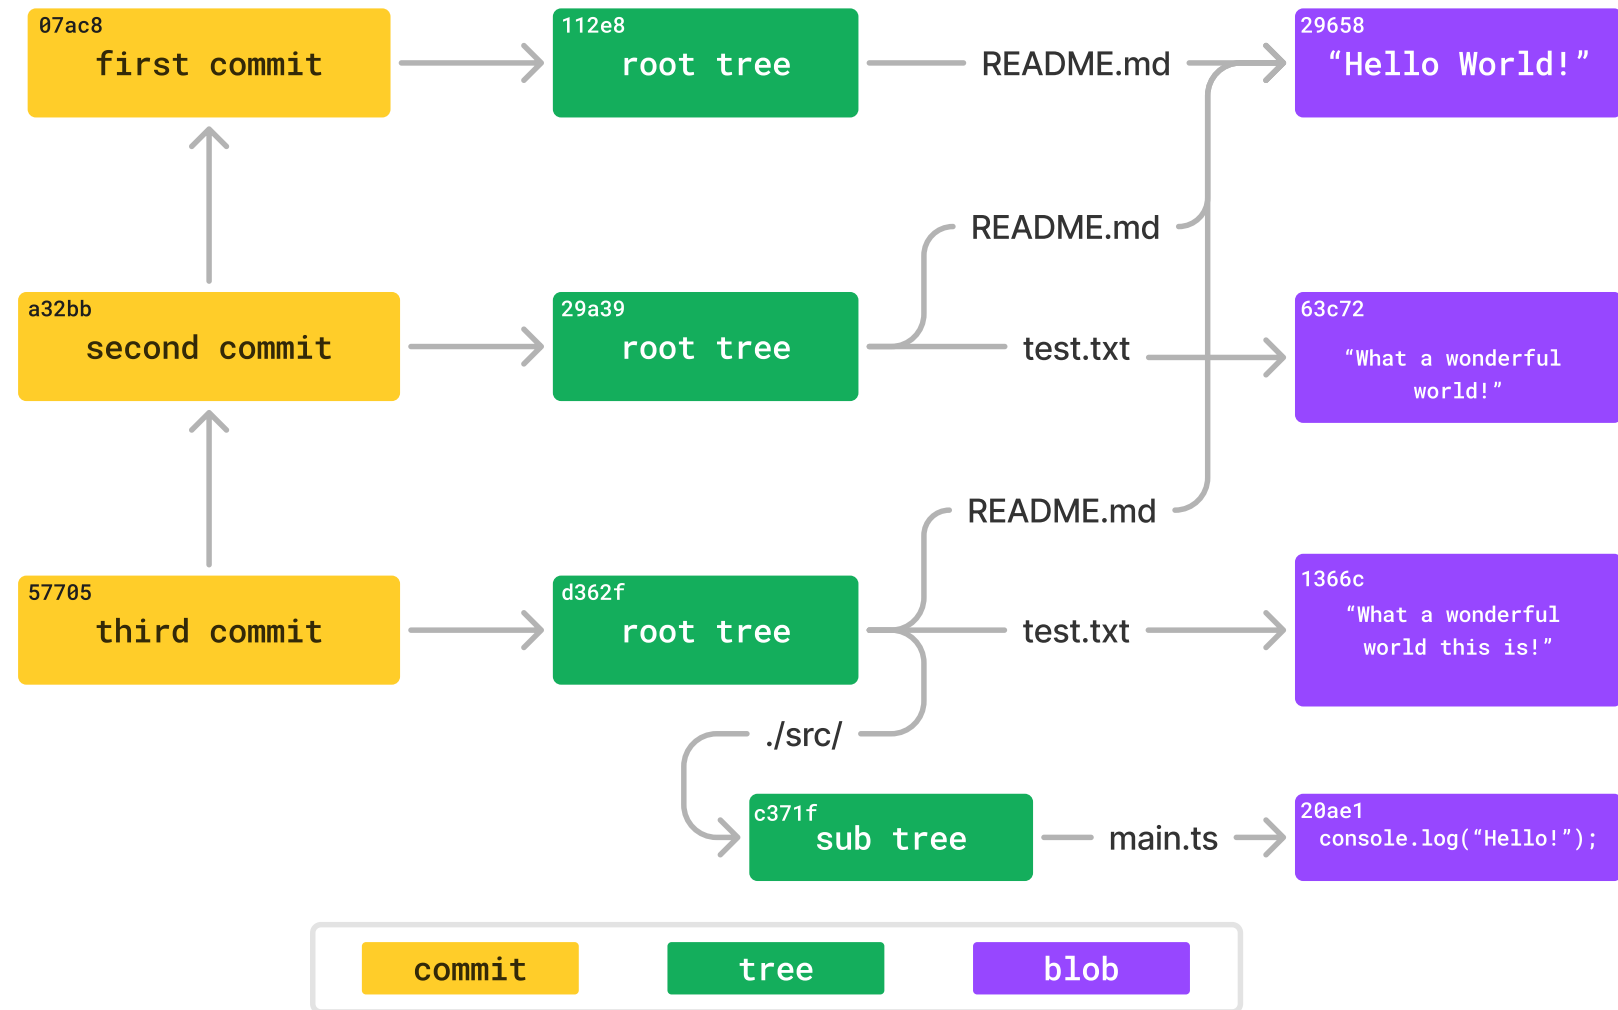 07ac8
first commit
112e8
root tree
README.md
29658
“Hello World!”
README.md
a32bb
second commit
29a39
root tree
test.txt
63c72
“What a wonderful
world!”
README.md
57705
third commit
d362f
root tree
test.txt
1366c
“What a wonderful
world this is!”
./src/
c371f
sub tree
main.ts
20ae1
console.log(“Hello!”);
commit
tree
blob